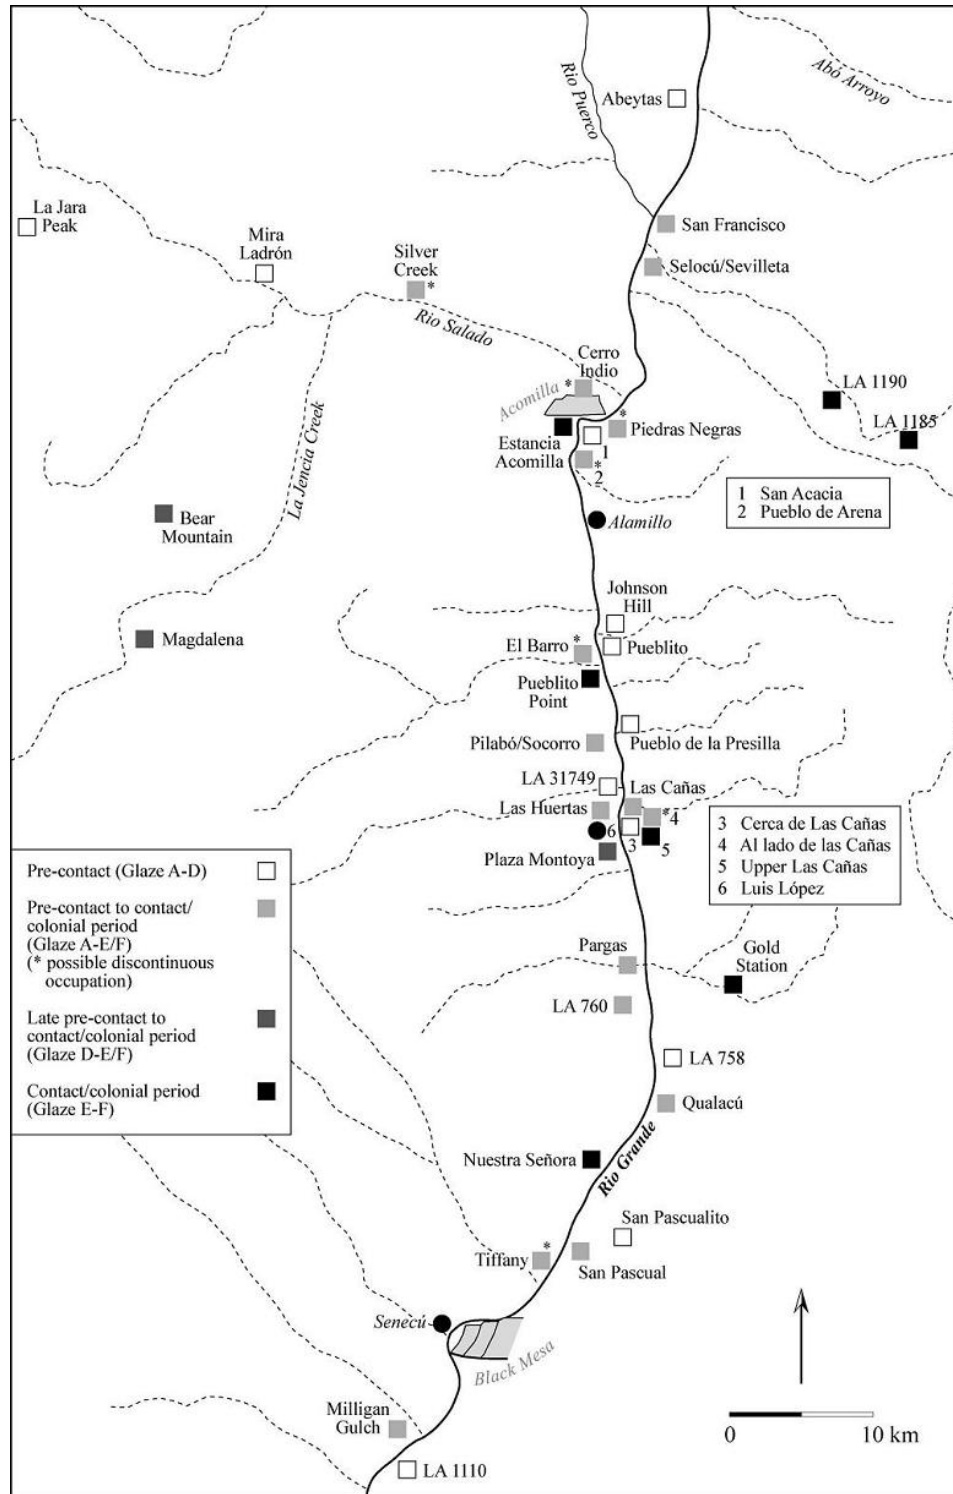 Abó Arroyo
Rio Puerco
Abeytas
La Jara
Peak
San Francisco
Mira
Ladrón
Silver
Creek
*
Selocú/Sevilleta
Rio Salado
Cerro
Indio
*
Acomilla
LA 1190
LA 1185
*
Piedras Negras
Estancia
Acomilla
1
*
2
La Jencia Creek
1 San Acacia
2 Pueblo de Arena
Bear
Mountain
Alamillo
Johnson
Hill
Magdalena
El Barro *
Pueblito
Pueblito
Point
Pilabó/Socorro
Pueblo de la Presilla
LA 31749
Las Cañas
Las Huertas
*4
6
3
5
Plaza Montoya
3 Cerca de Las Cañas
4 Al lado de las Cañas
5 Upper Las Cañas
6 Luis López
Pre-contact (Glaze A-D)
Pre-contact to contact/
colonial period
(Glaze A-E/F)
(* possible discontinuous
occupation)
Late pre-contact to
contact/colonial period
(Glaze D-E/F)
Contact/colonial period
(Glaze E-F)
Pargas
Gold
Station
LA 760
LA 758
Qualacú
Nuestra Señora
Rio Grande
San Pascualito
Tiffany
*
San Pascual
Senecú
Black Mesa
Milligan
Gulch
LA 1110
0 10 km